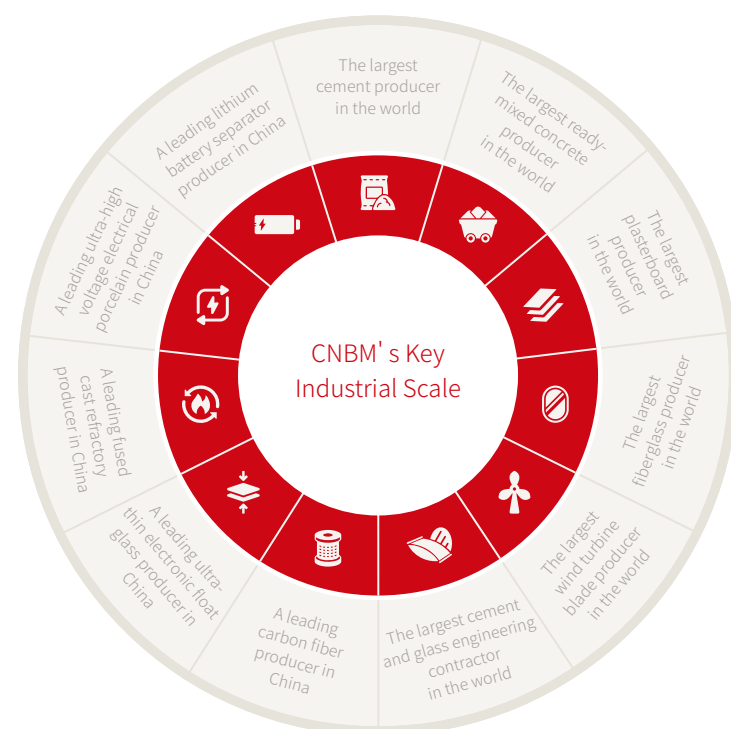 CNBM's Key
Industrial Scale
The largest
cement producer
in the world
The largest ready-
mixed concrete
producer
in the world
The largest
plasterboard
producer
in the world
The largest
fiberglass producer
in the world
The largest
wind turbine
blade producer
in the world
The largest cement
and glass engineering
contractor
in the world
A leading
carbon fiber
producer in
China
A leading ultra-
thin electronic float
glass producer in
China
A leading fused
cast refractory
producer in China
A leading ultra-high
voltage electrical
porcelain producer
in China
A leading lithium
battery separator
producer in China